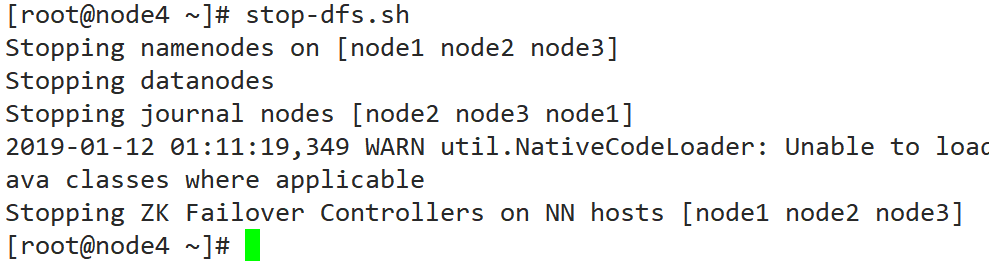 [root@node4 ~]# stop-dfs.sh
Stopping namenodes on [node1 node2 node3]
Stopping datanodes
Stopping journal nodes [node2 node3 node1]
2019-01-12 01:11:19,349 WARN util.NativeCodeLoader: Unable to load
ava classes where applicable
Stopping ZK Failover Controllers on NN hosts [node1 node2 node3]
[root@node4 ~]#